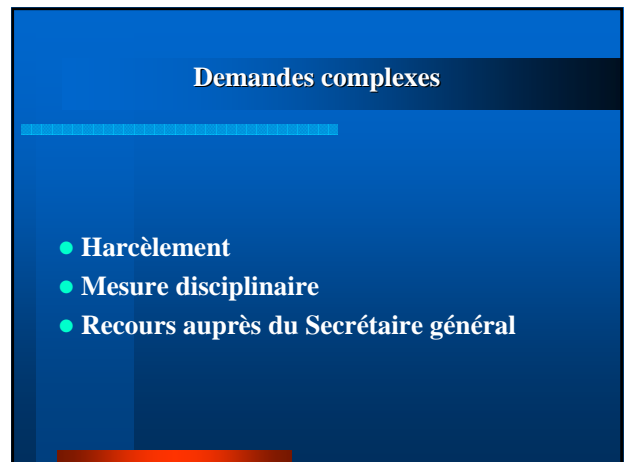 Demandes complexes
Harcèlement
Mesure disciplinaire
Recours auprès du Secrétaire général